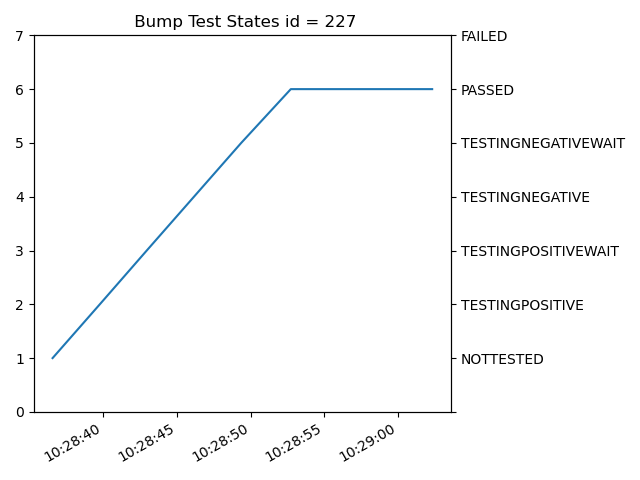 Bump Test States id = 227
7
6
5
4
3
2
1
0
FAILED
PASSED
TESTINGNEGATIVEWAIT
TESTINGNEGATIVE
TESTINGPOSITIVEWAIT
TESTINGPOSITIVE
NOTTESTED
10:28:40
10:28:45
10:28:50
10:28:55
10:29:00